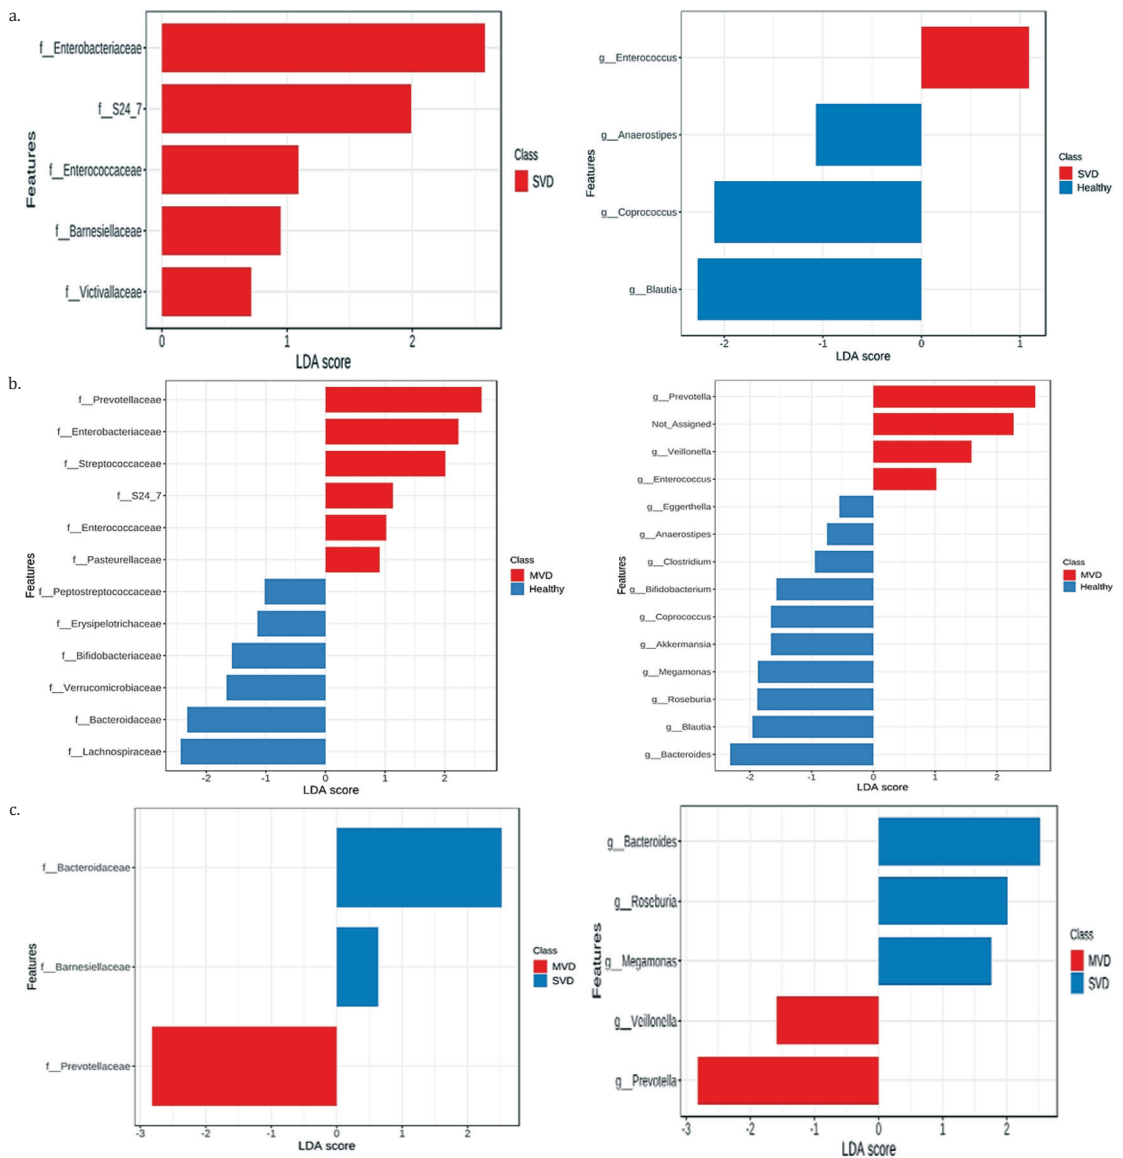 a.
f__Enterobacteriaceae
f__S24_7
f__Enterococcaceae
f__Barnesiellaceae
f__Victivallaceae
Features
0 1 2
LDA score
Class
SVD
g__Enterococcus
g__Anaerostipes
g__Coprococcus
g__Blautia
Features
-2 -1 0 1
LDA score
Class
SVD
Healthy
b.
f__Prevotellaceae
f__Enterobacteriaceae
f__Streptococcaceae
f__S24_7
f__Enterococcaceae
f__Pasteurellaceae
f__Peptostreptococcaceae
f__Erysipelotrichaceae
f__Bifidobacteriaceae
f__Verrucomicrobiaceae
f__Bacteroidaceae
f__Lachnospiraceae
Features
-2 -1 0 1 2
LDA score
Class
MVD
Healthy
g__Prevotella
Not_Assigned
g__Veillonella
g__Enterococcus
g__Eggerthella
g__Anaerostipes
g__Clostridium
g__Bifidobacterium
g__Coprococcus
g__Akkermansia
g__Megamonas
g__Roseburia
g__Blautia
g__Bacteroides
Features
-2 -1 0 1 2
LDA score
Class
MVD
Healthy
c.
f__Bacteroidaceae
f__Barnesiellaceae
f__Prevotellaceae
Features
-3 -2 -1 0 1 2
LDA score
Class
MVD
SVD
g__Bacteroides
g__Roseburia
g__Megamonas
g__Veillonella
g__Prevotella
Features
-3 -2 -1 0 1 2
LDA score
Class
MVD
SVD